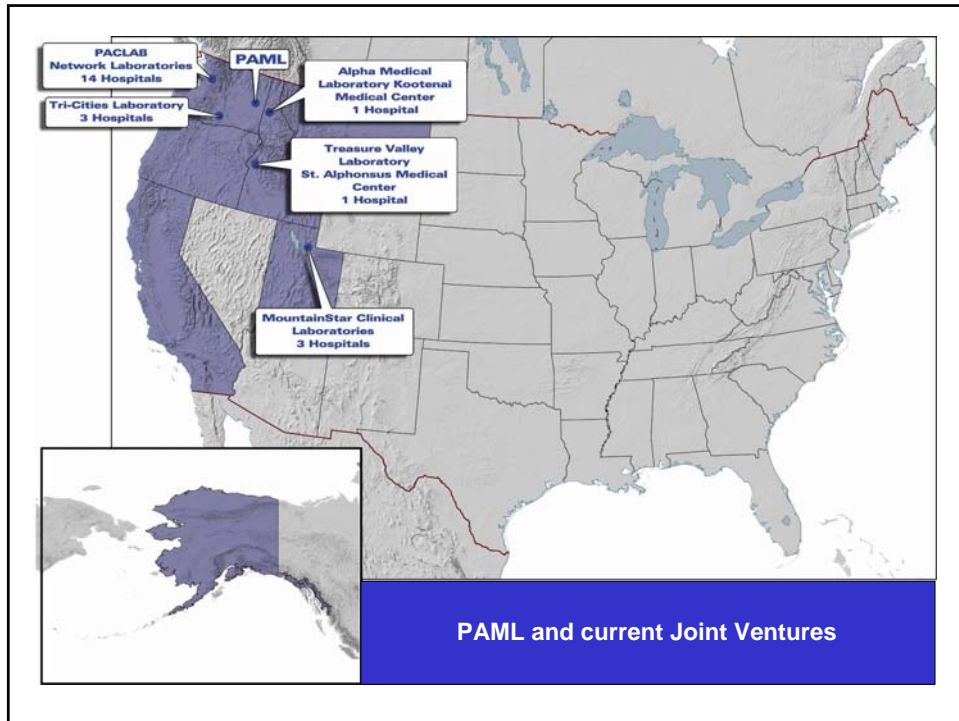 PACLAB
Network Laboratories
14 Hospitals
PAML
Alpha Medical
Laboratory Kootenai
Medical Center
1 Hospital
Tri-Cities Laboratory
3 Hospitals
Treasure Valley
Laboratory
St. Alphonsus Medical
Center
1 Hospital
MountainStar Clinical
Laboratories
3 Hospitals
PAML and current Joint Ventures